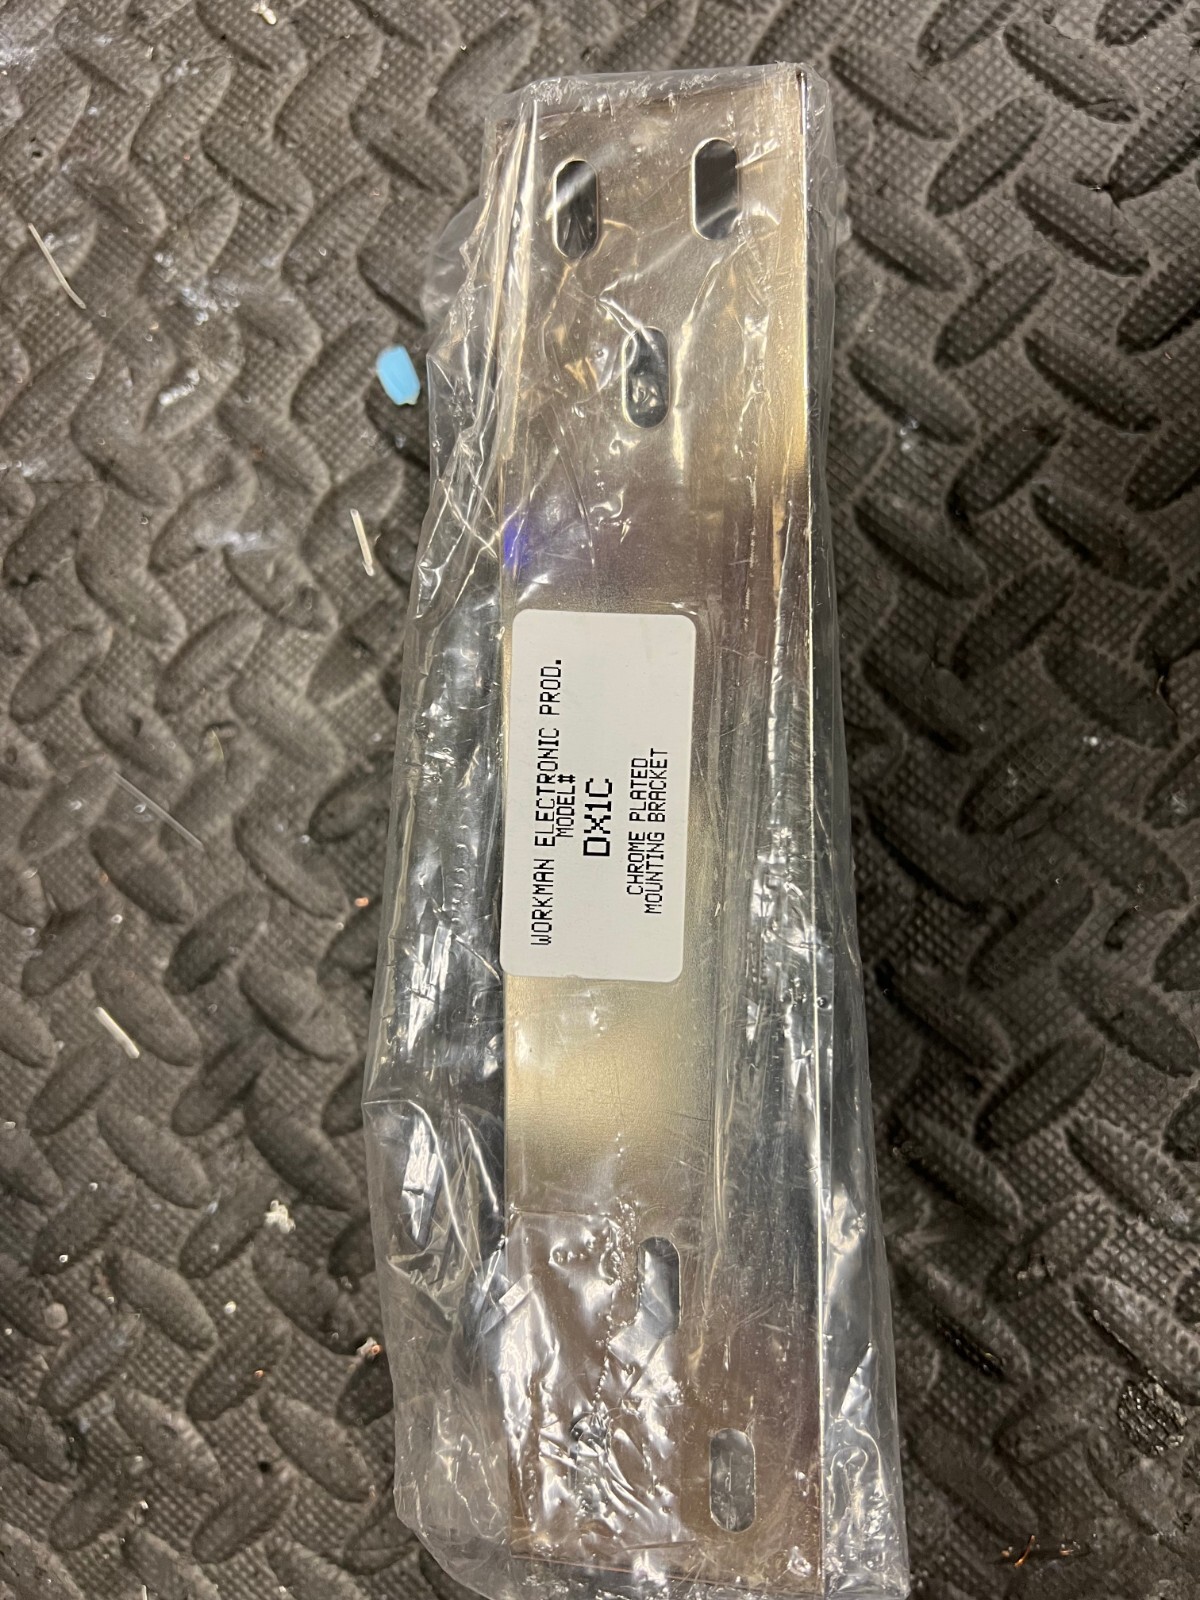 WORKMAN ELECTRONIC PROD.
MODEL#
DX1C
CHROME PLATED
MOUNTING BRACKET